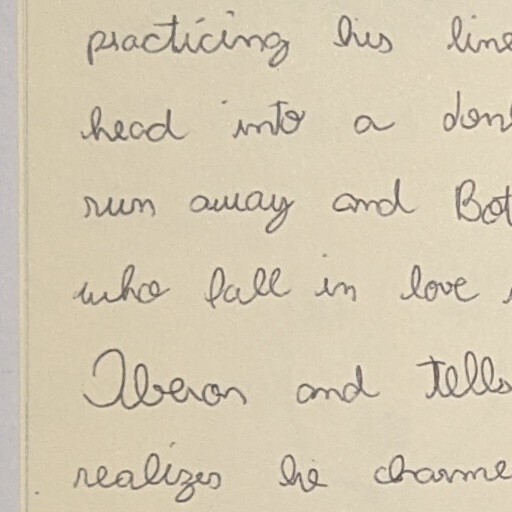 practicing his line
head into a don
run away and Bot
who fall in love
Oberon and tells
realizes he charme